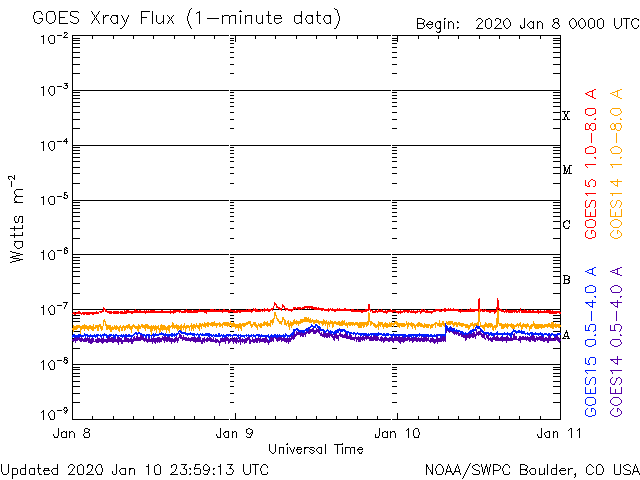 GOES Xray Flux (1-minute data)
Begin: 2020 Jan 8 0000 UTC
10⁻²
10⁻³
10⁻⁴
10⁻⁵
10⁻⁶
10⁻⁷
10⁻⁸
10⁻⁹
Watts m⁻²
X
M
C
B
A
GOES15 1.0-8.0 A
GOES14 1.0-8.0 A
GOES15 0.5-4.0 A
GOES14 0.5-4.0 A
Jan 8
Jan 9
Jan 10
Jan 11
Universal Time
Updated 2020 Jan 10 23:59:13 UTC
NOAA/SWPC Boulder, CO USA